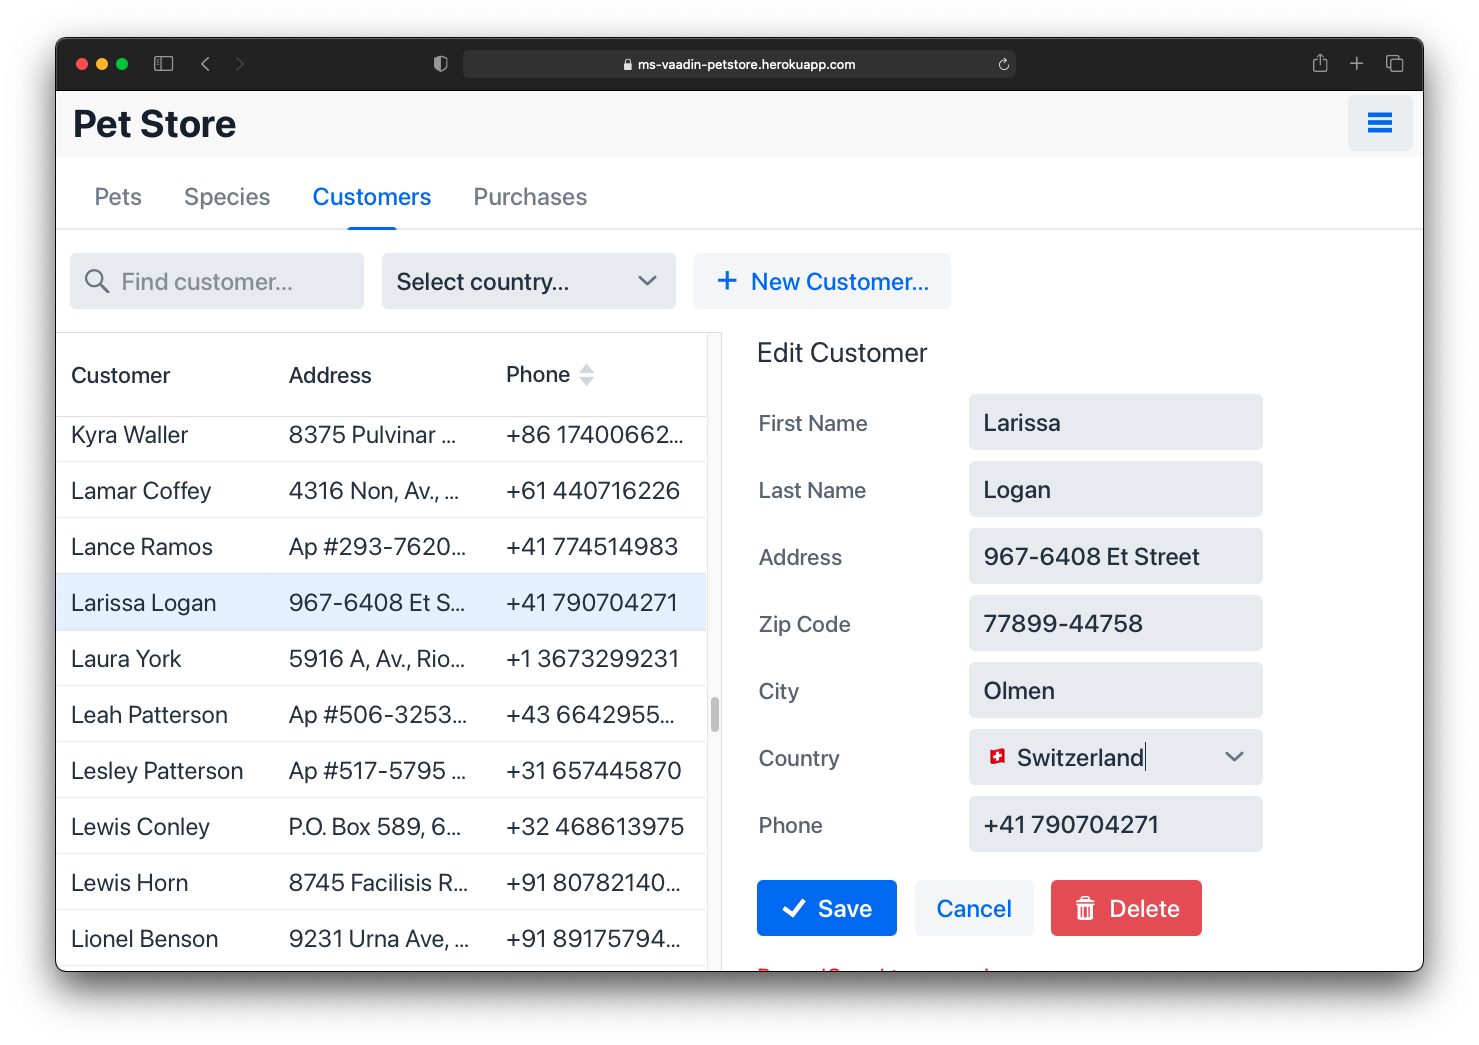 ms-vaadin-petstore.herokuapp.com
Pet Store
Pets Species Customers Purchases
Find customer... Select country... + New Customer...
Customer Address Phone
Kyra Waller 8375 Pulvinar ... +86 17400662...
Lamar Coffey 4316 Non, Av., ... +61 440716226
Lance Ramos Ap #293-7620... +41 774514983
Larissa Logan 967-6408 Et S... +41 790704271
Laura York 5916 A, Av., Rio... +1 3673299231
Leah Patterson Ap #506-3253... +43 6642955...
Lesley Patterson Ap #517-5795 ... +31 657445870
Lewis Conley P.O. Box 589, 6... +32 468613975
Lewis Horn 8745 Facilisis R... +91 80782140...
Lionel Benson 9231 Urna Ave, ... +91 89175794...
Edit Customer
First Name Larissa
Last Name Logan
Address 967-6408 Et Street
Zip Code 77899-44758
City Olmen
Country Switzerland
Phone +41 790704271
Save Cancel Delete